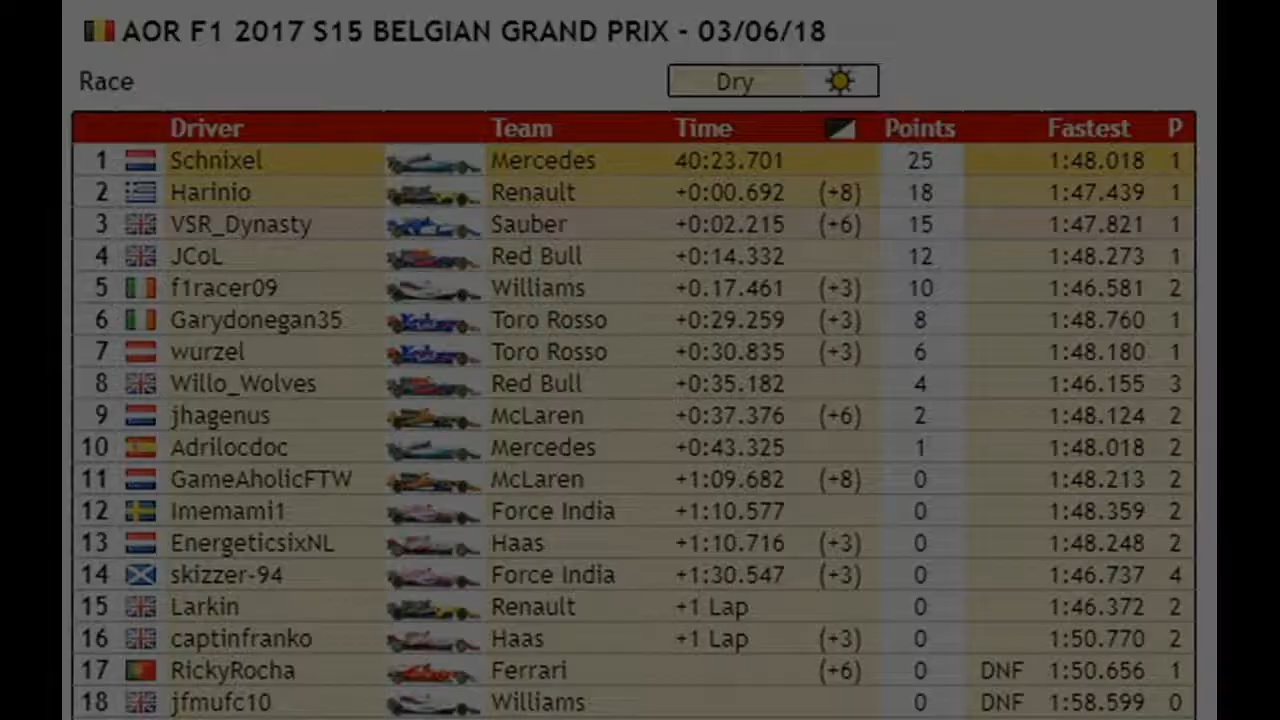 AOR F1 2017 S15 BELGIAN GRAND PRIX - 03/06/18
Race Dry
Driver Team Time Points Fastest P
1 Schnixel Mercedes 40:23.701 25 1:48.018 1
2 Harinio Renault +0:00.692 (+8) 18 1:47.439 1
3 VSR_Dynasty Sauber +0:02.215 (+6) 15 1:47.821 1
4 JCoL Red Bull +0:14.332 12 1:48.273 1
5 f1racer09 Williams +0.17.461 (+3) 10 1:46.581 2
6 Garydonegan35 Toro Rosso +0:29.259 (+3) 8 1:48.760 1
7 wurzel Toro Rosso +0:30.835 (+3) 6 1:48.180 1
8 Willo_Wolves Red Bull +0:35.182 4 1:46.155 3
9 jhagenus McLaren +0:37.376 (+6) 2 1:48.124 2
10 Adrilocdoc Mercedes +0:43.325 1 1:48.018 2
11 GameAholicFTW McLaren +1:09.682 (+8) 0 1:48.213 2
12 Imemami1 Force India +1:10.577 0 1:48.359 2
13 EnergeticsixNL Haas +1:10.716 (+3) 0 1:48.248 2
14 skizzer-94 Force India +1:30.547 (+3) 0 1:46.737 4
15 Larkin Renault +1 Lap 0 1:46.372 2
16 captinfranko Haas +1 Lap (+3) 0 1:50.770 2
17 RickyRocha Ferrari (+6) 0 DNF 1:50.656 1
18 jfmufc10 Williams 0 DNF 1:58.599 0